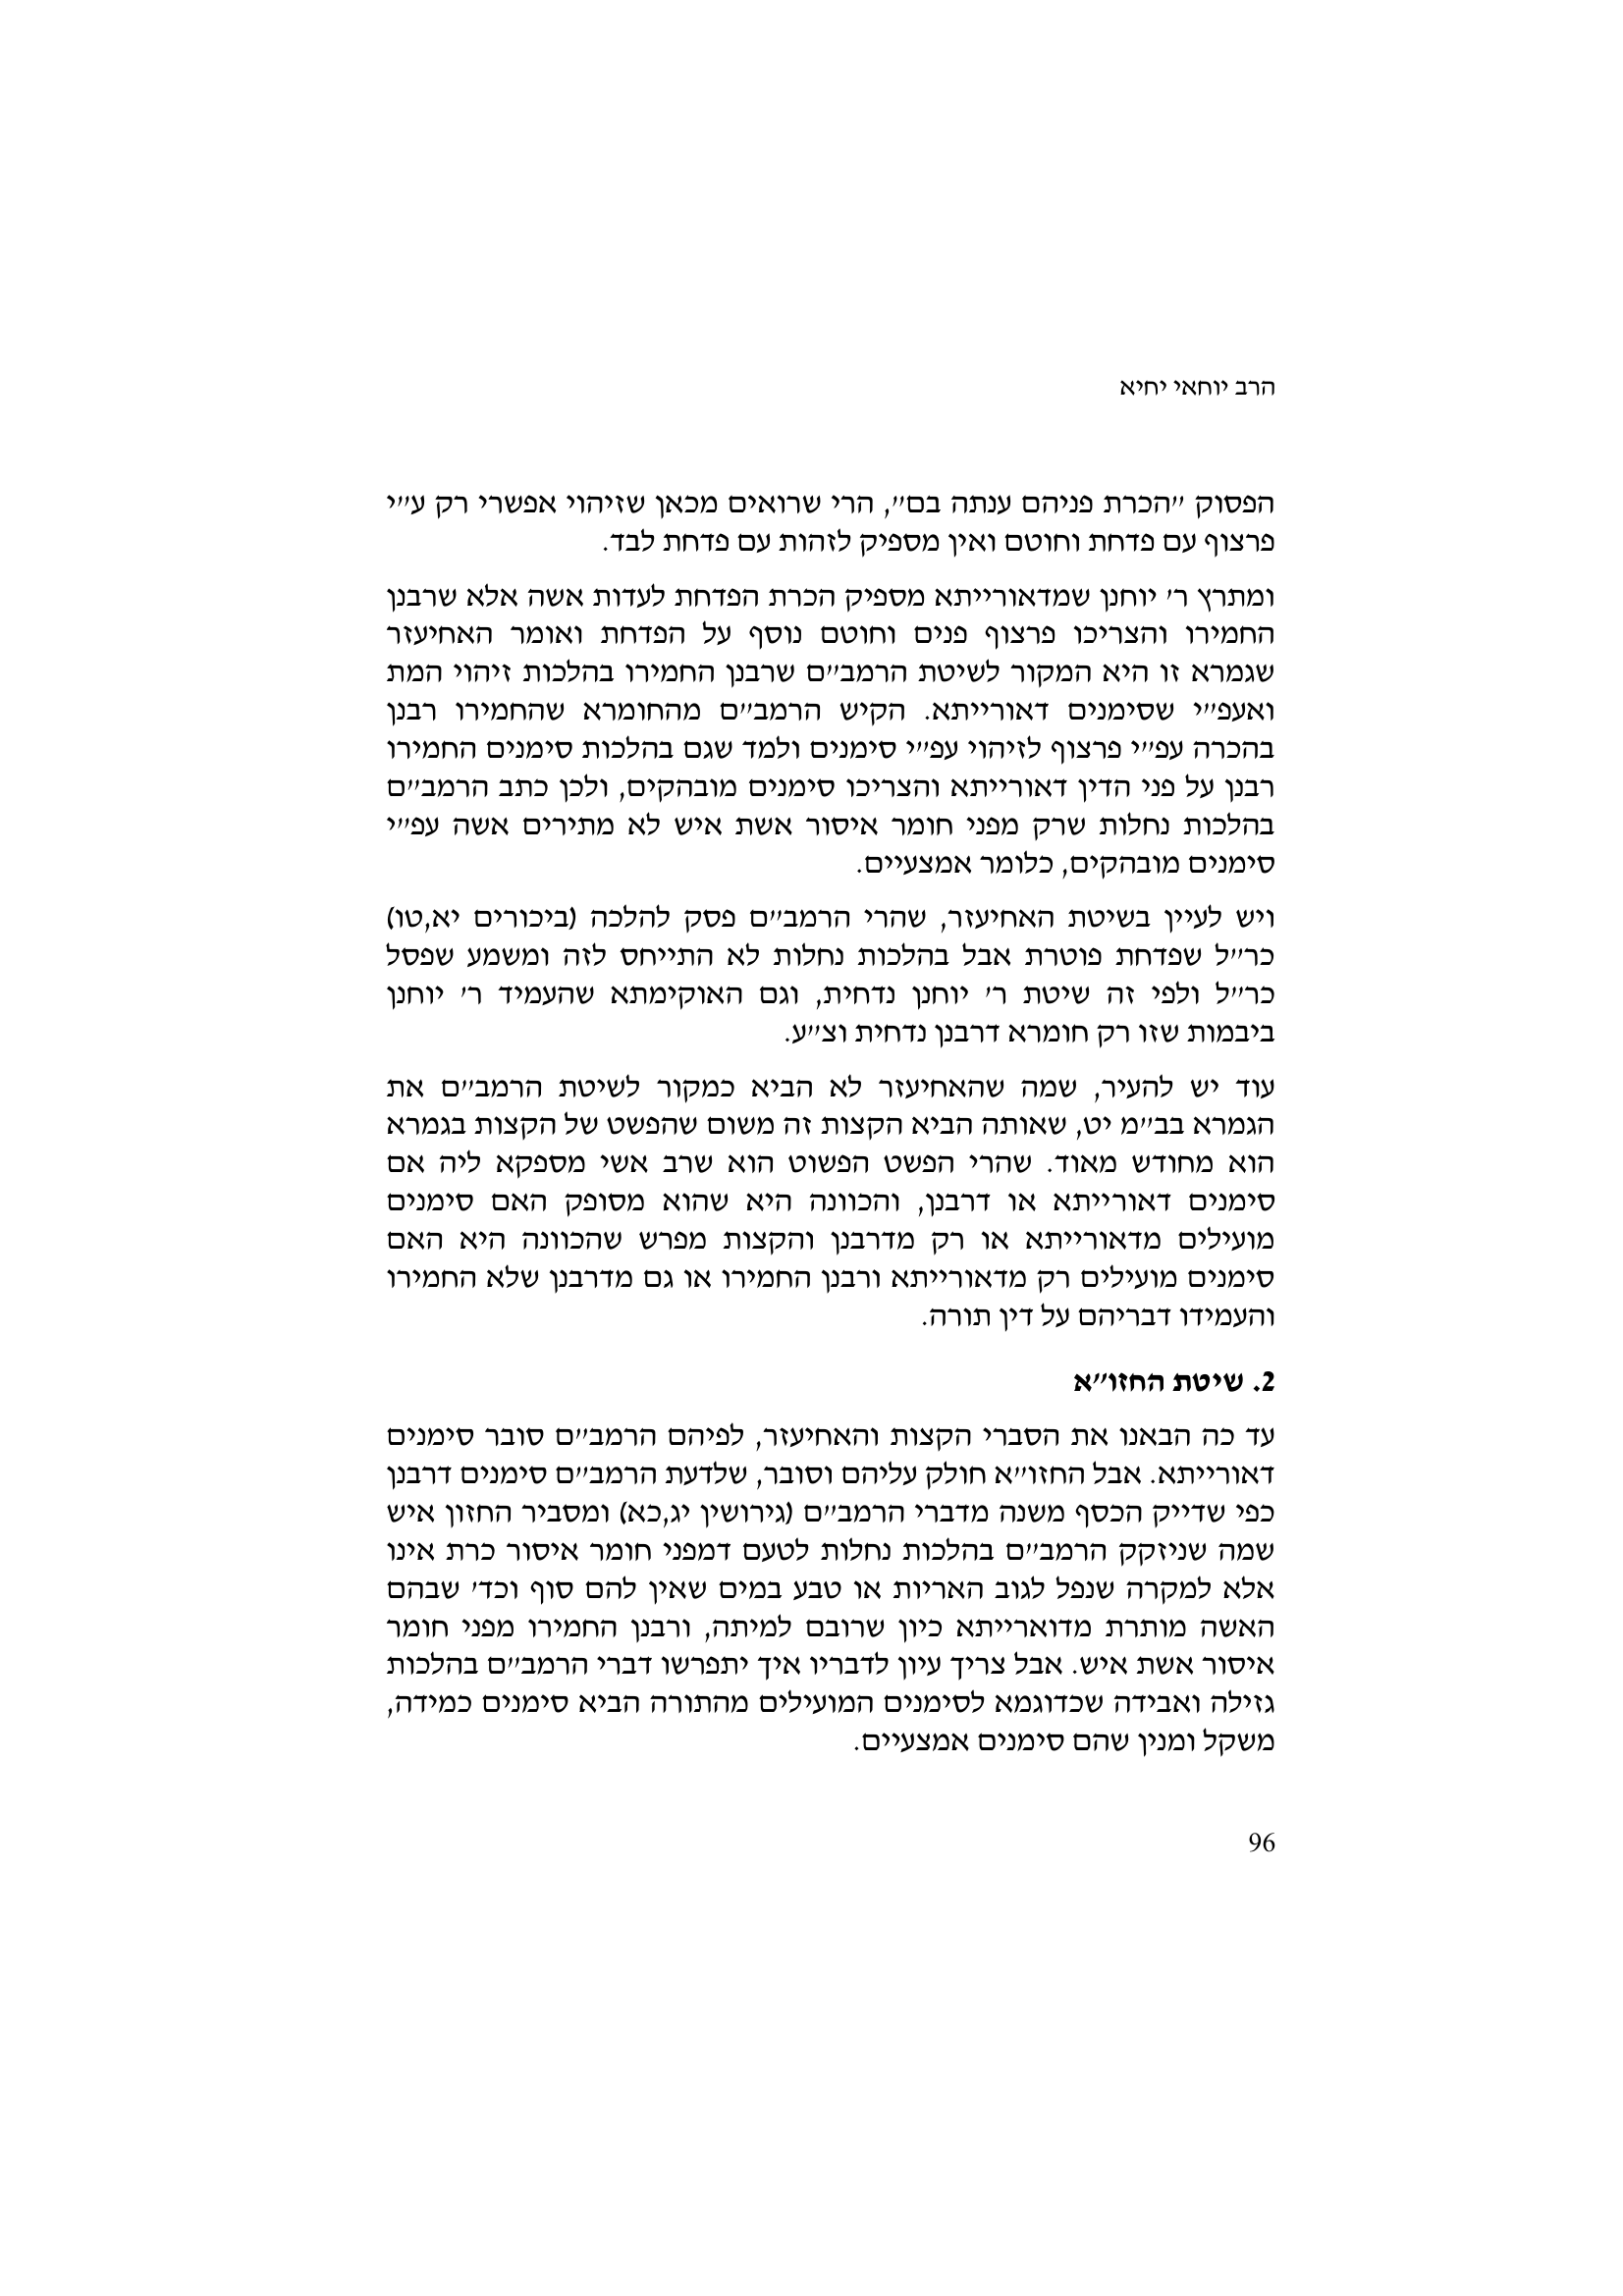 הרב יוחאי יחיא
הפסוק "הכרת פניהם ענתה בם", הרי שרואים מכאן שזיהוי אפשרי רק ע"י
פרצוף עם פדחת וחוטם ואין מספיק לזהות עם פדחת לבד.
ומתרץ ר' יוחנן שמדאורייתא מספיק הכרת הפדחת לעדות אשה אלא שרבנן
החמירו והצריכו פרצוף פנים וחוטם נוסף על הפדחת ואומר האחיעזר
שגמרא זו היא המקור לשיטת הרמב"ם שרבנן החמירו בהלכות זיהוי המת
ואעפ"י שסימנים דאורייתא. הקיש הרמב"ם מהחומרא שהחמירו רבנן
בהכרה עפ"י פרצוף לזיהוי עפ"י סימנים ולמד שגם בהלכות סימנים החמירו
רבנן על פני הדין דאורייתא והצריכו סימנים מובהקים, ולכן כתב הרמב"ם
בהלכות נחלות שרק מפני חומר איסור אשת איש לא מתירים אשה עפ"י
סימנים מובהקים, כלומר אמצעיים.
ויש לעיין בשיטת האחיעזר, שהרי הרמב"ם פסק להלכה (ביכורים יא,טו)
כר"ל שפדחת פוטרת אבל בהלכות נחלות לא התייחס לזה ומשמע שפסל
כר"ל ולפי זה שיטת ר' יוחנן נדחית, וגם האוקימתא שהעמיד ר' יוחנן
ביבמות שזו רק חומרא דרבנן נדחית וצ"ע.
עוד יש להעיר, שמה שהאחיעזר לא הביא כמקור לשיטת הרמב"ם את
הגמרא בב"מ יט, שאותה הביא הקצות זה משום שהפשט של הקצות בגמרא
הוא מחודש מאוד. שהרי הפשט הפשוט הוא שרב אשי מספקא ליה אם
סימנים דאורייתא או דרבנן, והכוונה היא שהוא מסופק האם סימנים
מועילים מדאורייתא או רק מדרבנן והקצות מפרש שהכוונה היא האם
סימנים מועילים רק מדאורייתא ורבנן החמירו או גם מדרבנן שלא החמירו
והעמידו דבריהם על דין תורה.
2. שיטת החזו"א
עד כה הבאנו את הסברי הקצות והאחיעזר, לפיהם הרמב"ם סובר סימנים
דאורייתא. אבל החזו"א חולק עליהם וסובר, שלדעת הרמב"ם סימנים דרבנן
כפי שדייק הכסף משנה מדברי הרמב"ם (גירושין יג,כא) ומסביר החזון איש
שמה שניזקק הרמב"ם בהלכות נחלות לטעם דמפני חומר איסור כרת אינו
אלא למקרה שנפל לגוב האריות או טבע במים שאין להם סוף וכד' שבהם
האשה מותרת מדוארייתא כיון שרובם למיתה, ורבנן החמירו מפני חומר
איסור אשת איש. אבל צריך עיון לדבריו איך יתפרשו דברי הרמב"ם בהלכות
גזילה ואבידה שכדוגמא לסימנים המועילים מהתורה הביא סימנים כמידה,
משקל ומנין שהם סימנים אמצעיים.
96